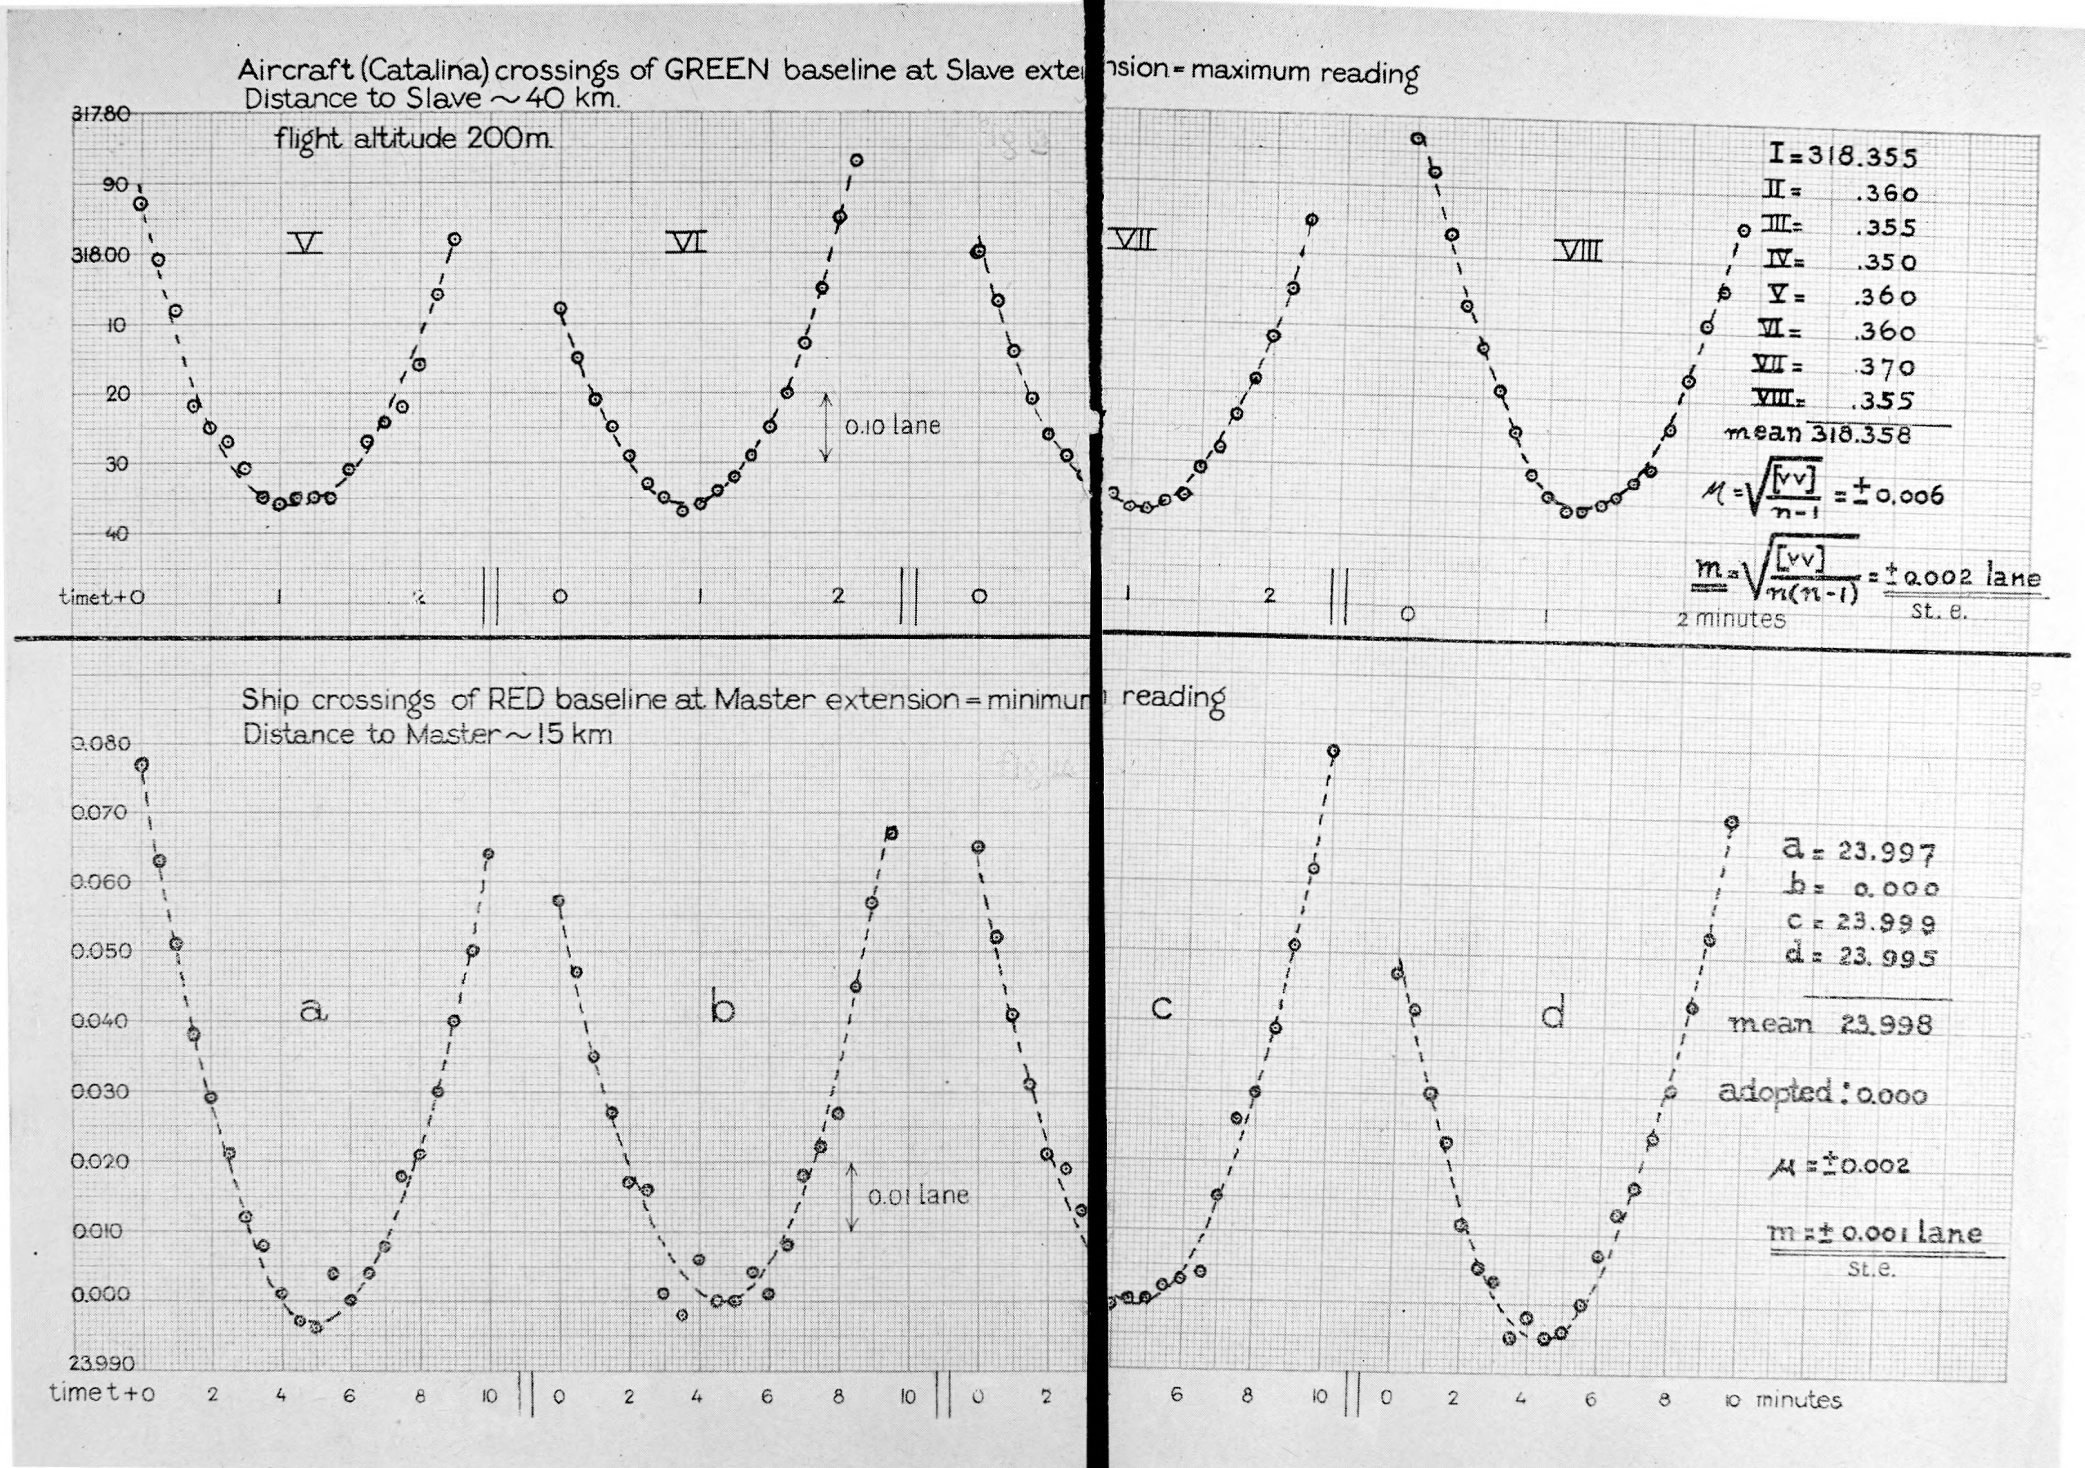 Aircraft (Catalina) crossings of GREEN baseline at Slave extension = maximum reading
Distance to Slave ~ 40 km.
flight altitude 200m.
317.80
90
318.00
10
20
30
40
V
VI
VII
VIII
0.10 lane
I = 318.355
II = .360
III = .355
IV = .350
V = .360
VI = .360
VII = .370
VIII = .355
mean 318.358
μ = √[vv]/n-1 = ± 0.006
m = √[vv]/n(n-1) = ± 0.002 lane
st. e.
time t+0 1 2 0 1 2 0 1 2 0 1 2 minutes
Ship crossings of RED baseline at Master extension = minimum reading
Distance to Master ~ 15 km
0.080
0.070
0.060
0.050
0.040
0.030
0.020
0.010
0.000
23.990
a
b
c
d
0.01 lane
a = 23.997
b = 0.000
c = 23.999
d = 23.995
mean 23.998
adopted : 0.000
μ = ± 0.002
m = ± 0.001 lane
st. e.
time t+0 2 4 6 8 10 0 2 4 6 8 10 0 2 6 8 10 0 2 4 6 8 10 minutes